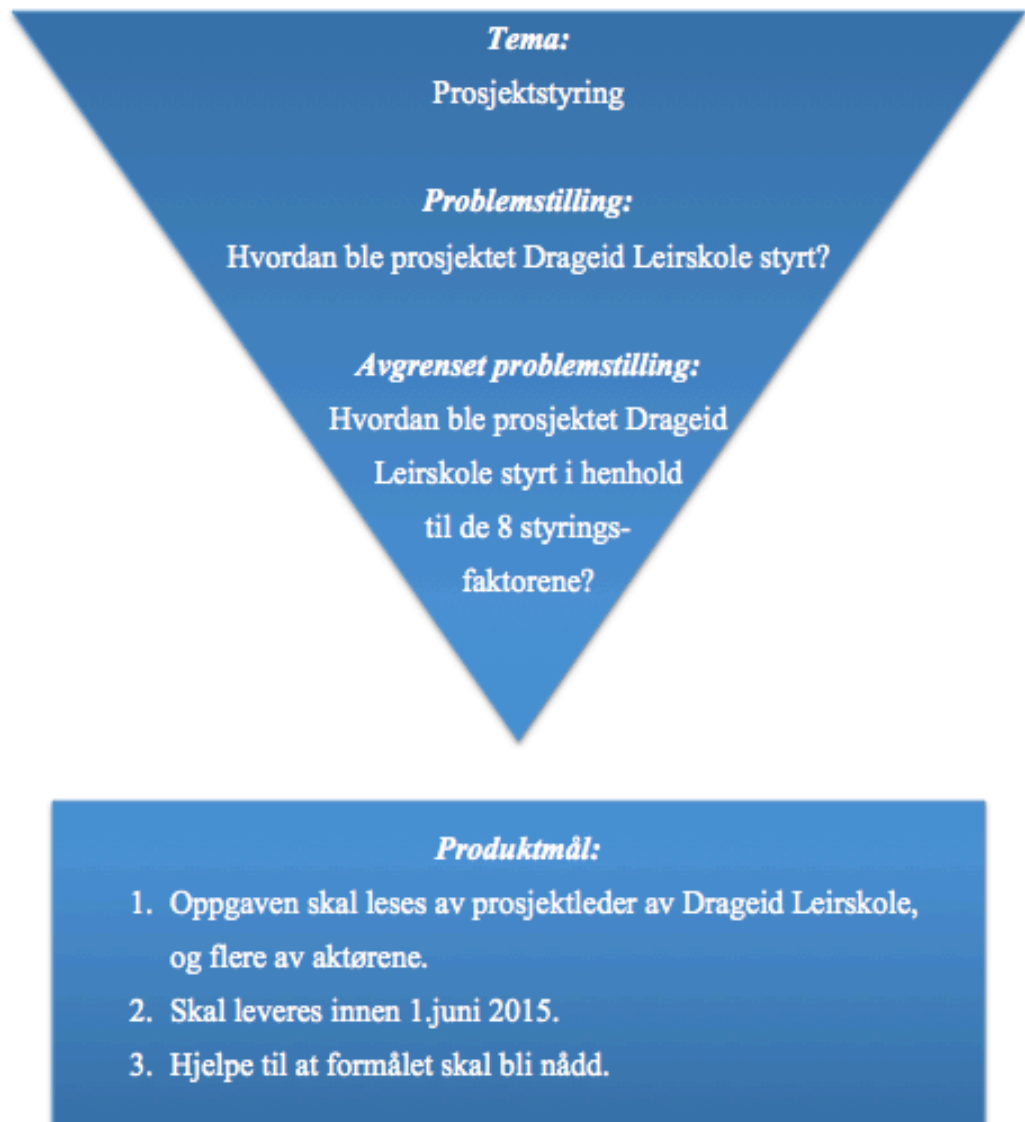 Tema:
Prosjektstyring
Problemstilling:
Hvordan ble prosjektet Drageid Leirskole styrt?
Avgrenset problemstilling:
Hvordan ble prosjektet Drageid
Leirskole styrt i henhold
til de 8 styrings-
faktorene?
Produktmål:
1. Oppgaven skal leses av prosjektleder av Drageid Leirskole,
og flere av aktørene.
2. Skal leveres innen 1.juni 2015.
3. Hjelpe til at formålet skal bli nådd.